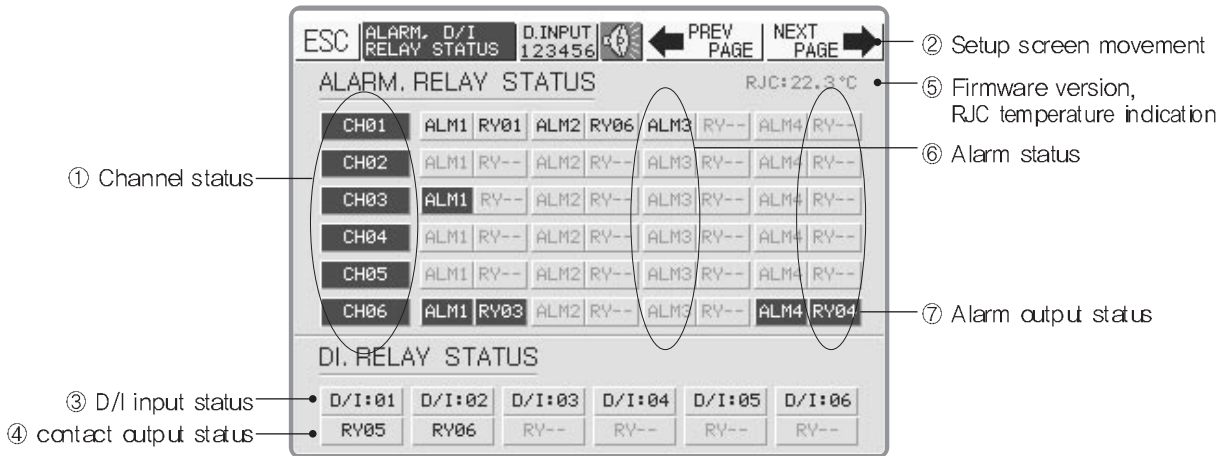 ESC ALARM. D/I RELAY STATUS D.INPUT 123456 PREV PAGE NEXT PAGE
② Setup screen movement
ALARM. RELAY STATUS RJC:22.3°C
⑤ Firmware version,
RJC temperature indication
CH01 ALM1 RY01 ALM2 RY06 ALM3 RY-- ALM4 RY--
⑥ Alarm status
CH02 ALM1 RY-- ALM2 RY-- ALM3 RY-- ALM4 RY--
① Channel status
CH03 ALM1 RY-- ALM2 RY-- ALM3 RY-- ALM4 RY--
CH04 ALM1 RY-- ALM2 RY-- ALM3 RY-- ALM4 RY--
CH05 ALM1 RY-- ALM2 RY-- ALM3 RY-- ALM4 RY--
CH06 ALM1 RY03 ALM2 RY-- ALM3 RY-- ALM4 RY04
⑦ Alarm output status
DI. RELAY STATUS
③ D/I input status
D/I:01 D/I:02 D/I:03 D/I:04 D/I:05 D/I:06
④ contact output status
RY05 RY06 RY-- RY-- RY-- RY--